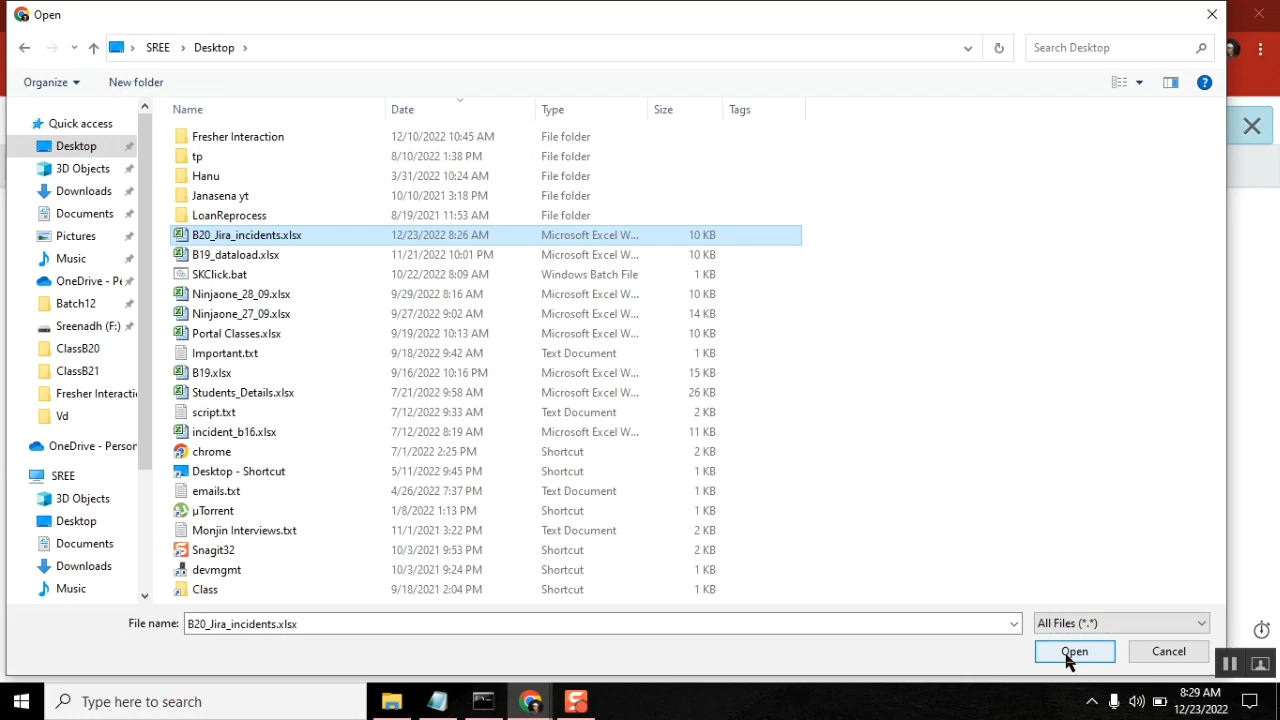 Open
SREE Desktop
Search Desktop
Organize New folder
Name Date Type Size Tags
Quick access
Desktop
3D Objects
Downloads
Documents
Pictures
Music
OneDrive - Pe
Batch12
Sreenadh (F:)
ClassB20
ClassB21
Fresher Interacti
Vd
OneDrive - Person
SREE
3D Objects
Desktop
Documents
Downloads
Music
Fresher Interaction 12/10/2022 10:45 AM File folder
tp 8/10/2022 1:38 PM File folder
Hanu 3/31/2022 10:24 AM File folder
Janasena yt 10/10/2021 3:18 PM File folder
LoanReprocess 8/19/2021 11:53 AM File folder
B20_Jira_incidents.xlsx 12/23/2022 8:26 AM Microsoft Excel W... 10 KB
B19_dataload.xlsx 11/21/2022 10:01 PM Microsoft Excel W... 10 KB
SKClick.bat 10/22/2022 8:09 AM Windows Batch File 1 KB
Ninjaone_28_09.xlsx 9/29/2022 8:16 AM Microsoft Excel W... 10 KB
Ninjaone_27_09.xlsx 9/27/2022 9:02 AM Microsoft Excel W... 14 KB
Portal Classes.xlsx 9/19/2022 10:13 AM Microsoft Excel W... 10 KB
Important.txt 9/18/2022 9:42 AM Text Document 1 KB
B19.xlsx 9/16/2022 10:16 PM Microsoft Excel W... 15 KB
Students_Details.xlsx 7/21/2022 9:58 AM Microsoft Excel W... 26 KB
script.txt 7/12/2022 9:33 AM Text Document 2 KB
incident_b16.xlsx 7/12/2022 8:19 AM Microsoft Excel W... 11 KB
chrome 7/1/2022 2:25 PM Shortcut 2 KB
Desktop - Shortcut 5/11/2022 9:45 PM Shortcut 1 KB
emails.txt 4/26/2022 7:37 PM Text Document 1 KB
µTorrent 1/8/2022 1:13 PM Shortcut 1 KB
Monjin Interviews.txt 11/1/2021 3:22 PM Text Document 2 KB
Snagit32 10/3/2021 9:53 PM Shortcut 2 KB
devmgmt 10/3/2021 9:24 PM Shortcut 1 KB
Class 9/18/2021 2:04 PM Shortcut 1 KB
File name: B20_Jira_incidents.xlsx All Files (*.*)
Open Cancel
Type here to search
8:29 AM
12/23/2022